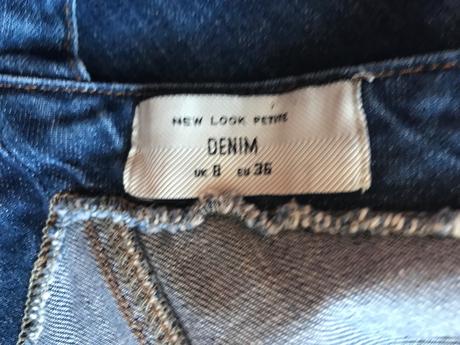 NEW LOOK PETITE
DENIM
UK 8 EU 36